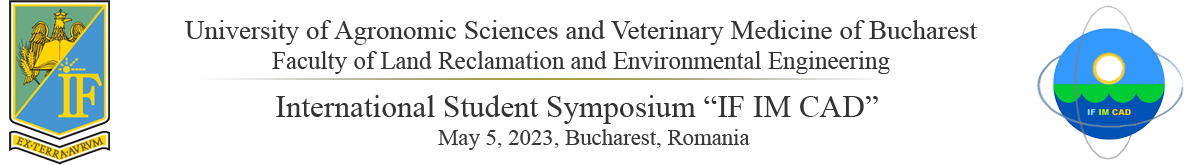 University of Agronomic Sciences and Veterinary Medicine of Bucharest
Faculty of Land Reclamation and Environmental Engineering
International Student Symposium “IF IM CAD”
May 5, 2023, Bucharest, Romania
IF
EX·TERRA·AVRVM
IF IM CAD